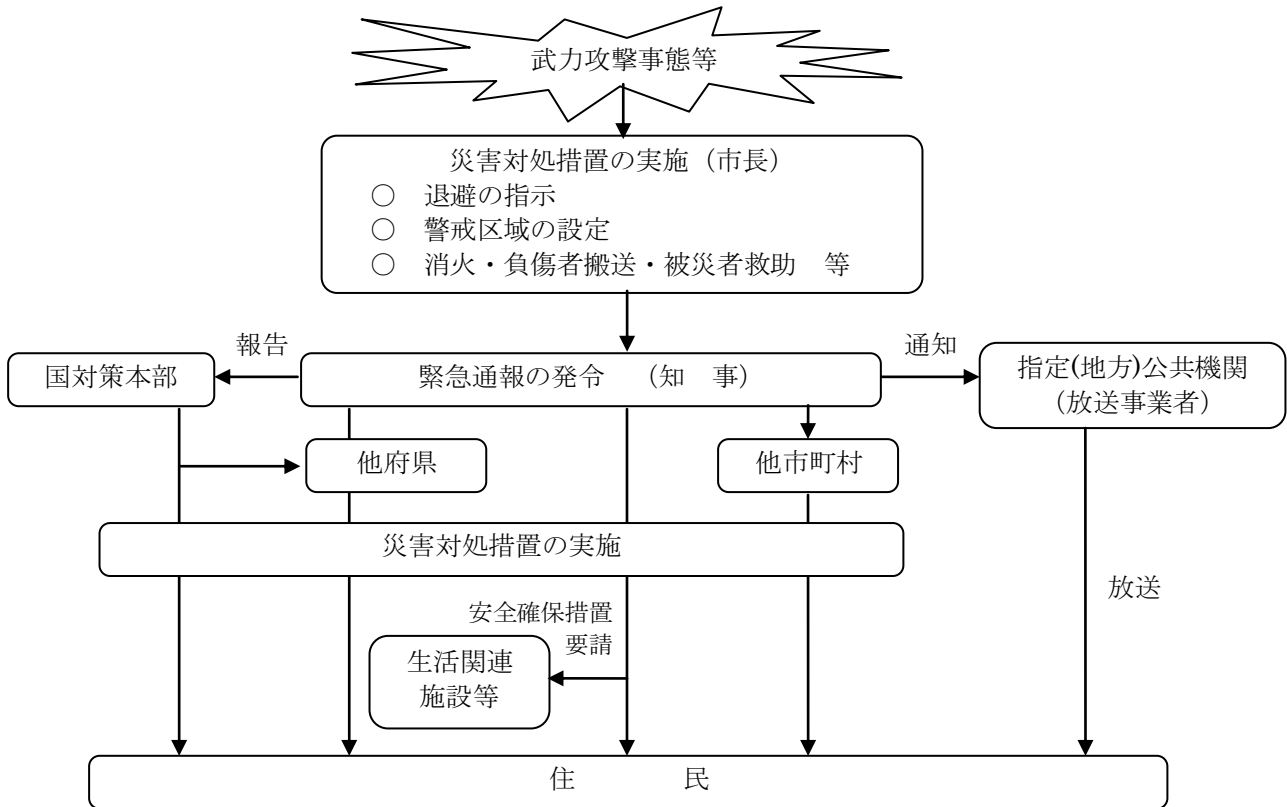 武力攻撃事態等
災害対処措置の実施（市長）
○　退避の指示
○　警戒区域の設定
○　消火・負傷者搬送・被災者救助　等
報告
通知
国対策本部
緊急通報の発令　（知　事）
指定(地方)公共機関
（放送事業者）
他府県
他市町村
災害対処措置の実施
放送
安全確保措置
要請
生活関連
施設等
住　　　民